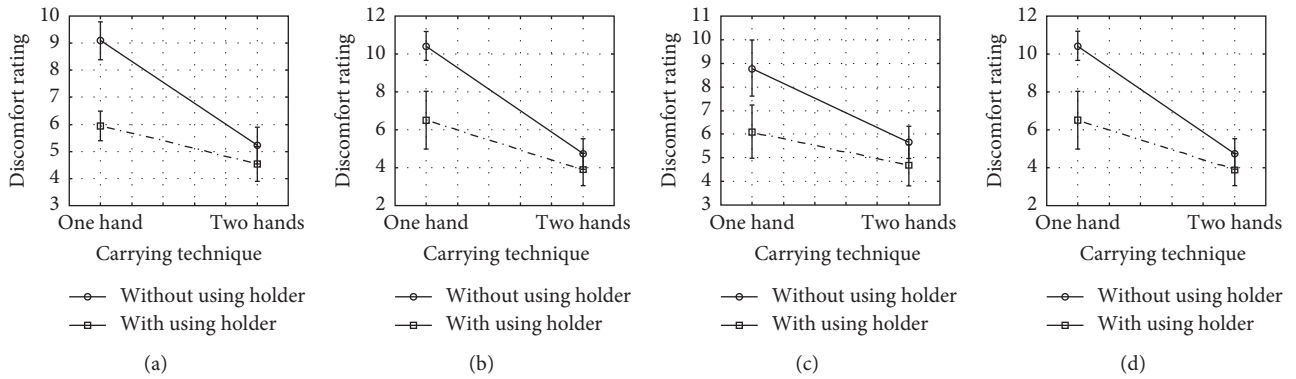 Discomfort rating
10
9
8
7
6
5
4
3
One hand Two hands
Carrying technique
Without using holder
With using holder
(a)
Discomfort rating
12
10
8
6
4
2
One hand Two hands
Carrying technique
Without using holder
With using holder
(b)
Discomfort rating
11
10
9
8
7
6
5
4
3
One hand Two hands
Carrying technique
Without using holder
With using holder
(c)
Discomfort rating
12
10
8
6
4
2
One hand Two hands
Carrying technique
Without using holder
With using holder
(d)